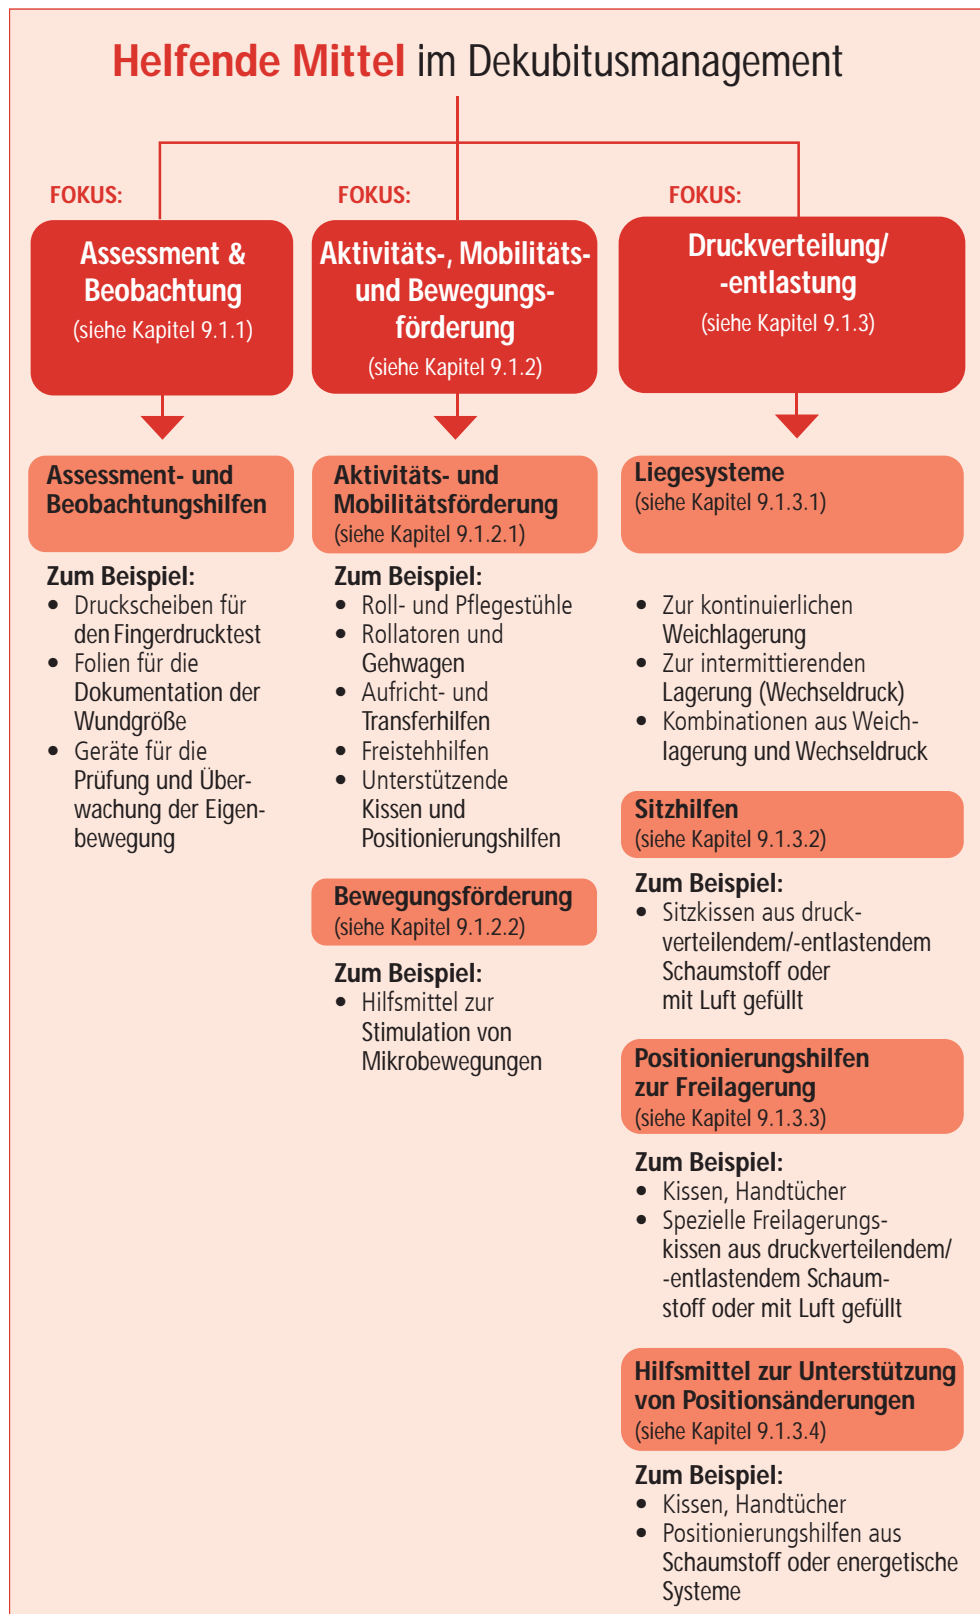 Helfende Mittel im Dekubitusmanagement
FOKUS:
Assessment &
Beobachtung
(siehe Kapitel 9.1.1)
Assessment- und
Beobachtungshilfen
Zum Beispiel:
• Druckscheiben für
den Fingerdrucktest
• Folien für die
Dokumentation der
Wundgröße
• Geräte für die
Prüfung und Über-
wachung der Eigen-
bewegung
FOKUS:
Aktivitäts-, Mobilitäts-
und Bewegungs-
förderung
(siehe Kapitel 9.1.2)
Aktivitäts- und
Mobilitätsförderung
(siehe Kapitel 9.1.2.1)
Zum Beispiel:
• Roll- und Pflegestühle
• Rollatoren und
Gehwagen
• Aufricht- und
Transferhilfen
• Freistehhilfen
• Unterstützende
Kissen und
Positionierungshilfen
Bewegungsförderung
(siehe Kapitel 9.1.2.2)
Zum Beispiel:
• Hilfsmittel zur
Stimulation von
Mikrobewegungen
FOKUS:
Druckverteilung/
-entlastung
(siehe Kapitel 9.1.3)
Liegesysteme
(siehe Kapitel 9.1.3.1)
• Zur kontinuierlichen
Weichlagerung
• Zur intermittierenden
Lagerung (Wechseldruck)
• Kombinationen aus Weich-
lagerung und Wechseldruck
Sitzhilfen
(siehe Kapitel 9.1.3.2)
Zum Beispiel:
• Sitzkissen aus druck-
verteilendem/-entlastendem
Schaumstoff oder
mit Luft gefüllt
Positionierungshilfen
zur Freilagerung
(siehe Kapitel 9.1.3.3)
Zum Beispiel:
• Kissen, Handtücher
• Spezielle Freilagerungs-
kissen aus druckverteilendem/
-entlastendem Schaum-
stoff oder mit Luft gefüllt
Hilfsmittel zur Unterstützung
von Positionsänderungen
(siehe Kapitel 9.1.3.4)
Zum Beispiel:
• Kissen, Handtücher
• Positionierungshilfen aus
Schaumstoff oder energetische
Systeme